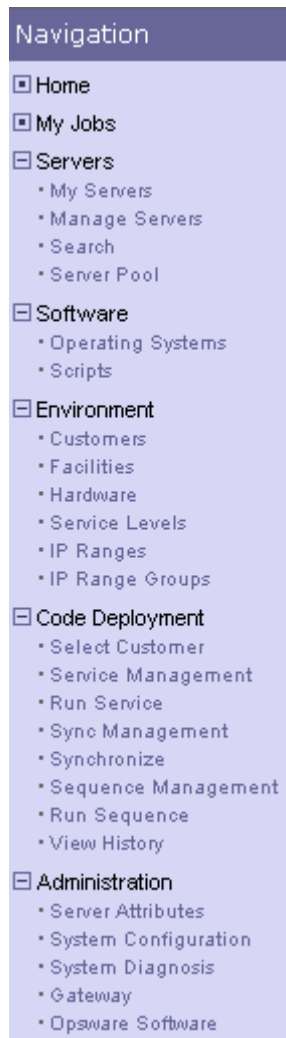 Navigation
Home
My Jobs
Servers
My Servers
Manage Servers
Search
Server Pool
Software
Operating Systems
Scripts
Environment
Customers
Facilities
Hardware
Service Levels
IP Ranges
IP Range Groups
Code Deployment
Select Customer
Service Management
Run Service
Sync Management
Synchronize
Sequence Management
Run Sequence
View History
Administration
Server Attributes
System Configuration
System Diagnosis
Gateway
Opsware Software